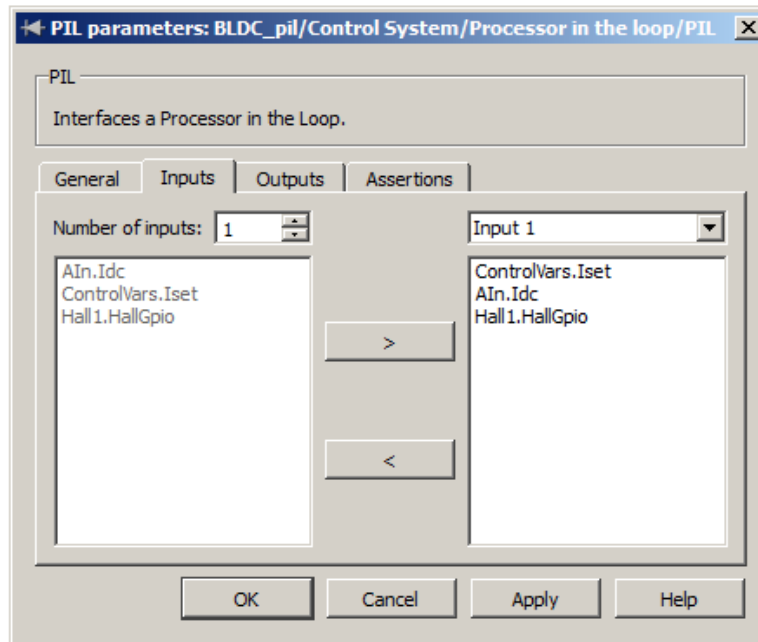 PIL parameters: BLDC_pil/Control System/Processor in the loop/PIL
PIL
Interfaces a Processor in the Loop.
General Inputs Outputs Assertions
Number of inputs: 1 Input 1
AIn.Idc
ControlVars.Iset
Hall1.HallGpio
>
<
ControlVars.Iset
AIn.Idc
Hall1.HallGpio
OK Cancel Apply Help